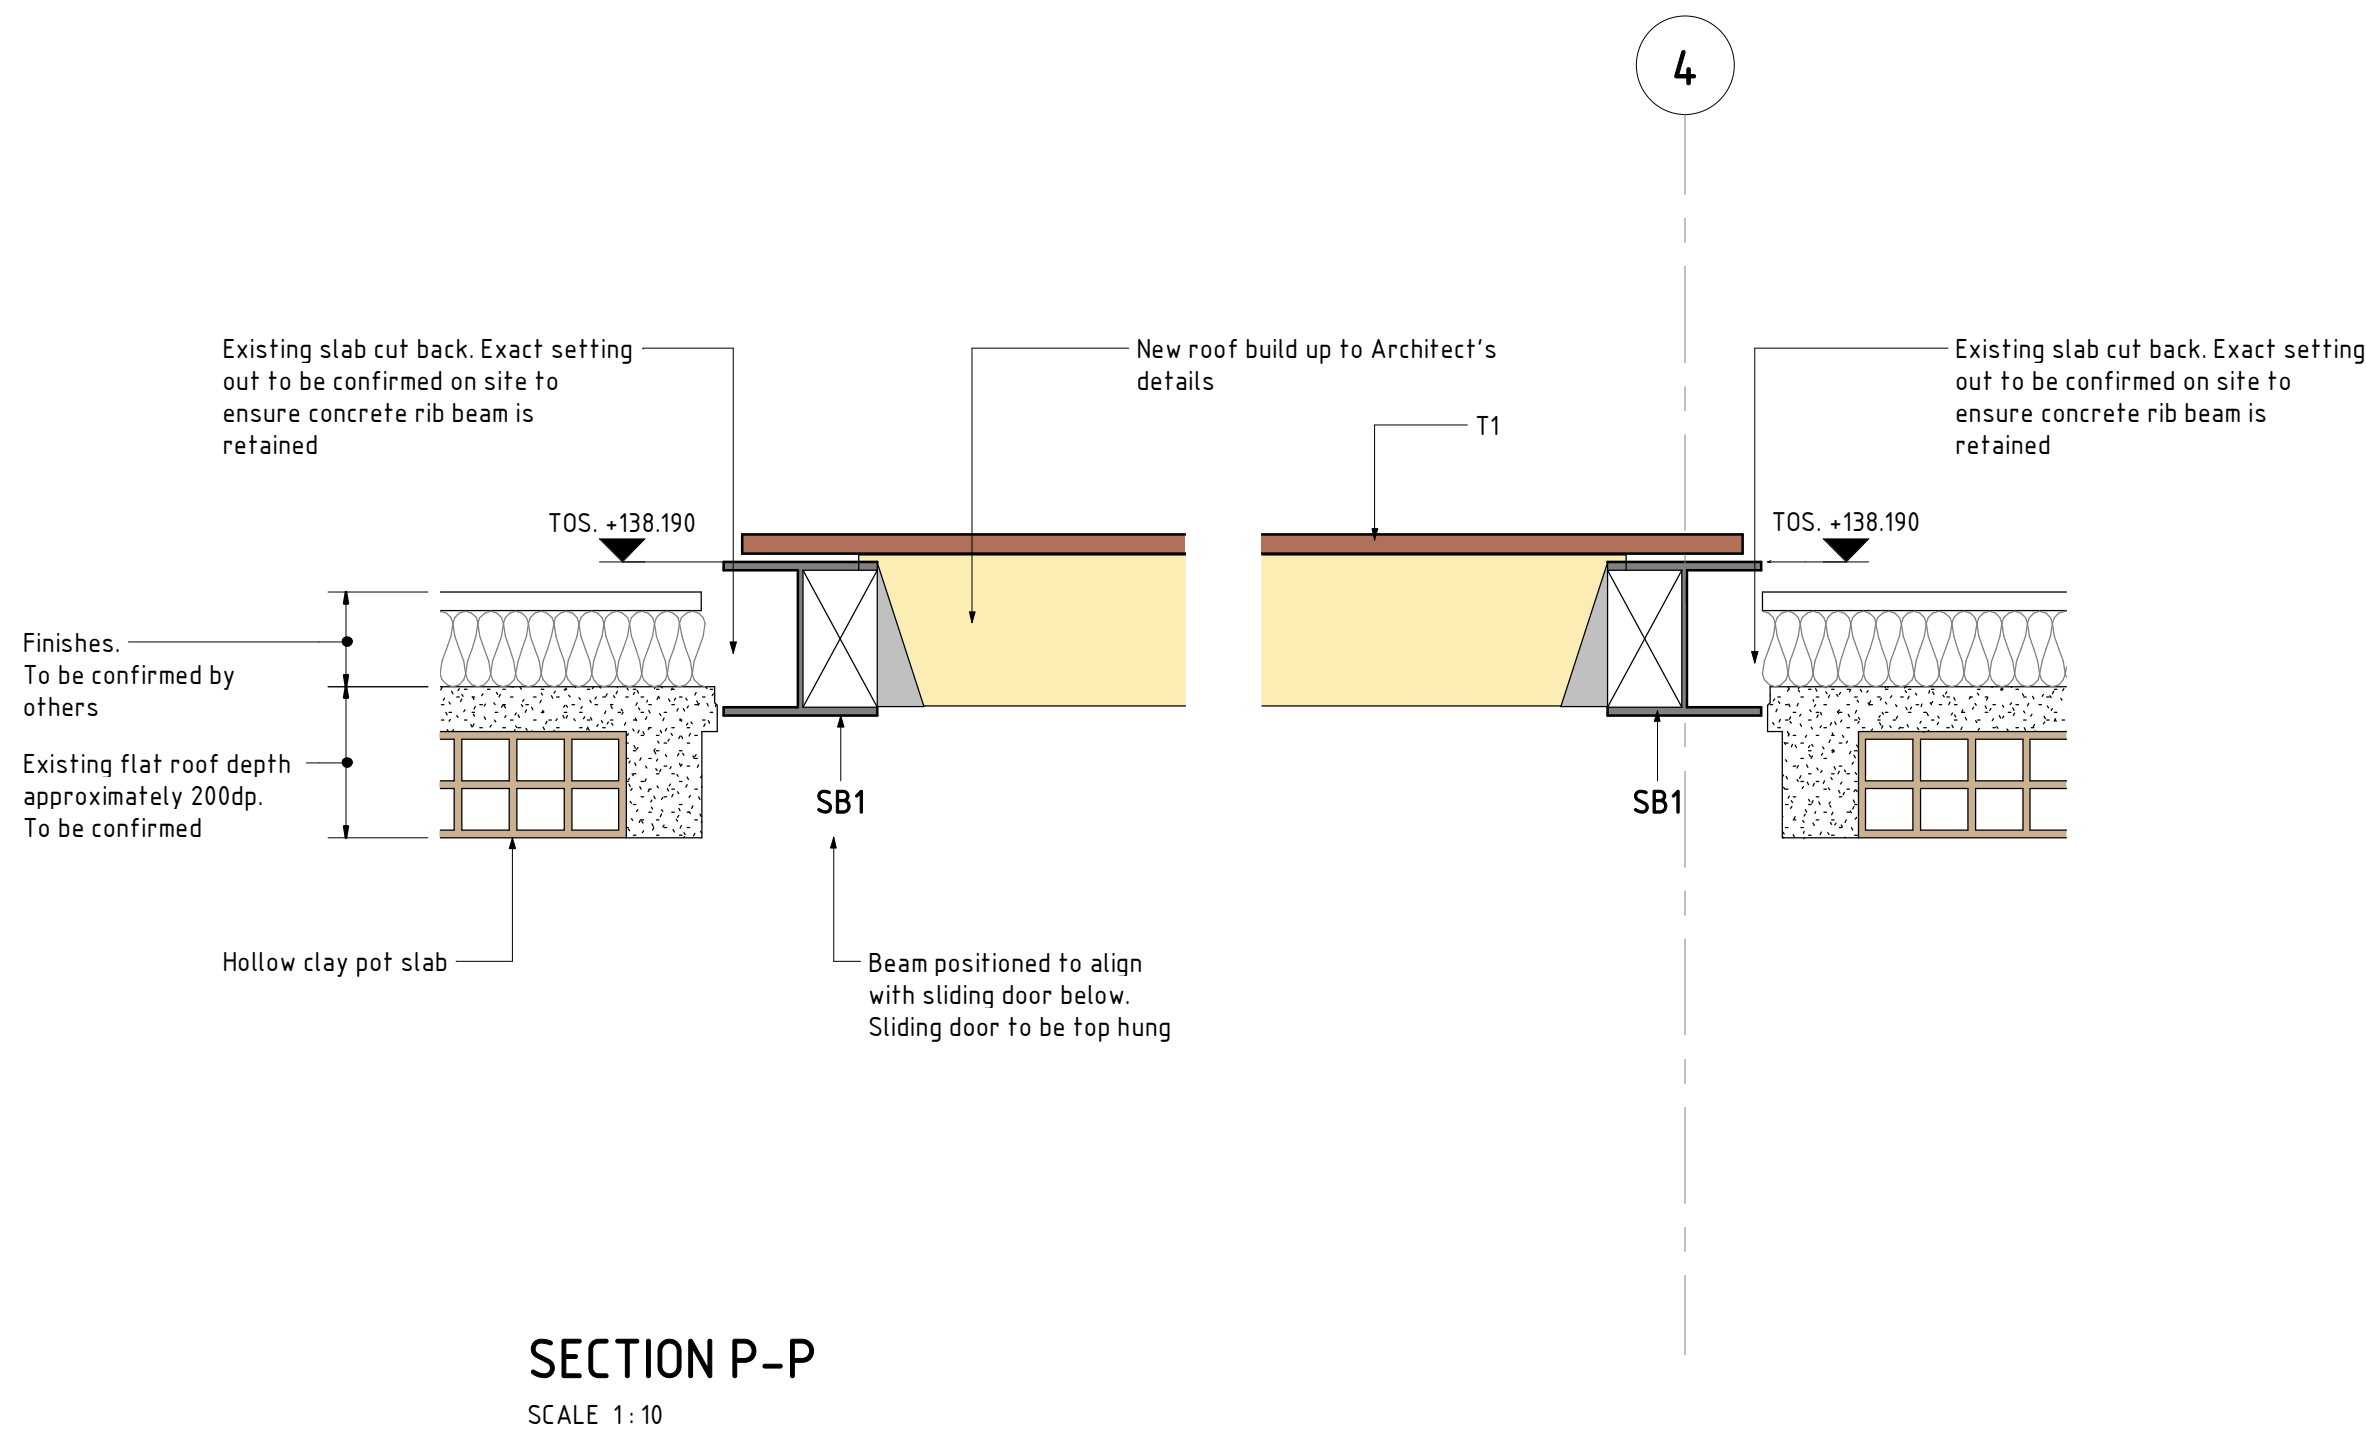 4
Existing slab cut back. Exact setting
out to be confirmed on site to
ensure concrete rib beam is
retained
New roof build up to Architect's
details
Existing slab cut back. Exact setting
out to be confirmed on site to
ensure concrete rib beam is
retained
T1
TOS. +138.190
TOS. +138.190
Finishes.
To be confirmed by
others
Existing flat roof depth
approximately 200dp.
To be confirmed
SB1
SB1
Hollow clay pot slab
Beam positioned to align
with sliding door below.
Sliding door to be top hung
SECTION P-P
SCALE 1:10